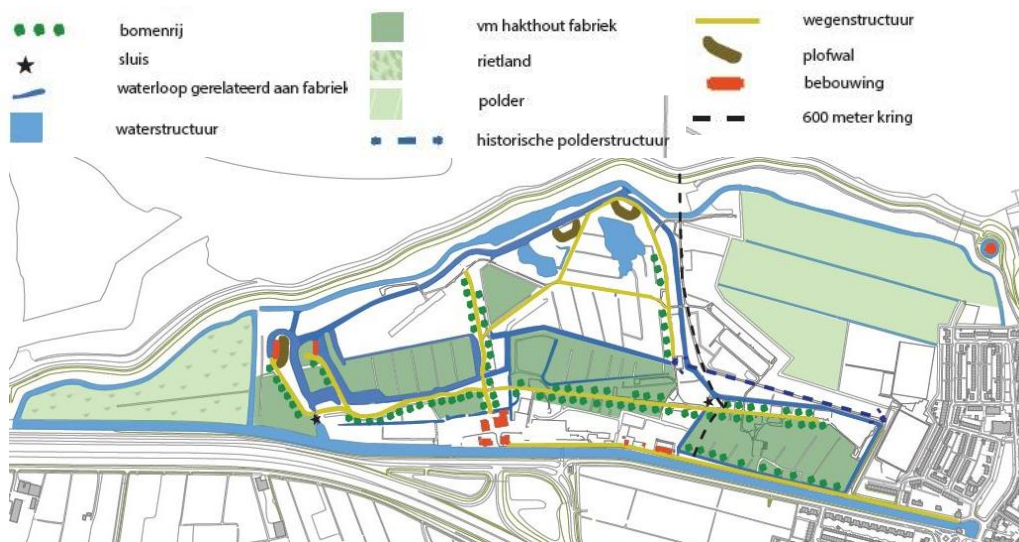 bomenrij
sluis
waterloop gerelateerd aan fabriek
waterstructuur
vm hakthout fabriek
rietland
polder
historische polderstructuur
wegenstructuur
plofwal
bebouwing
600 meter kring